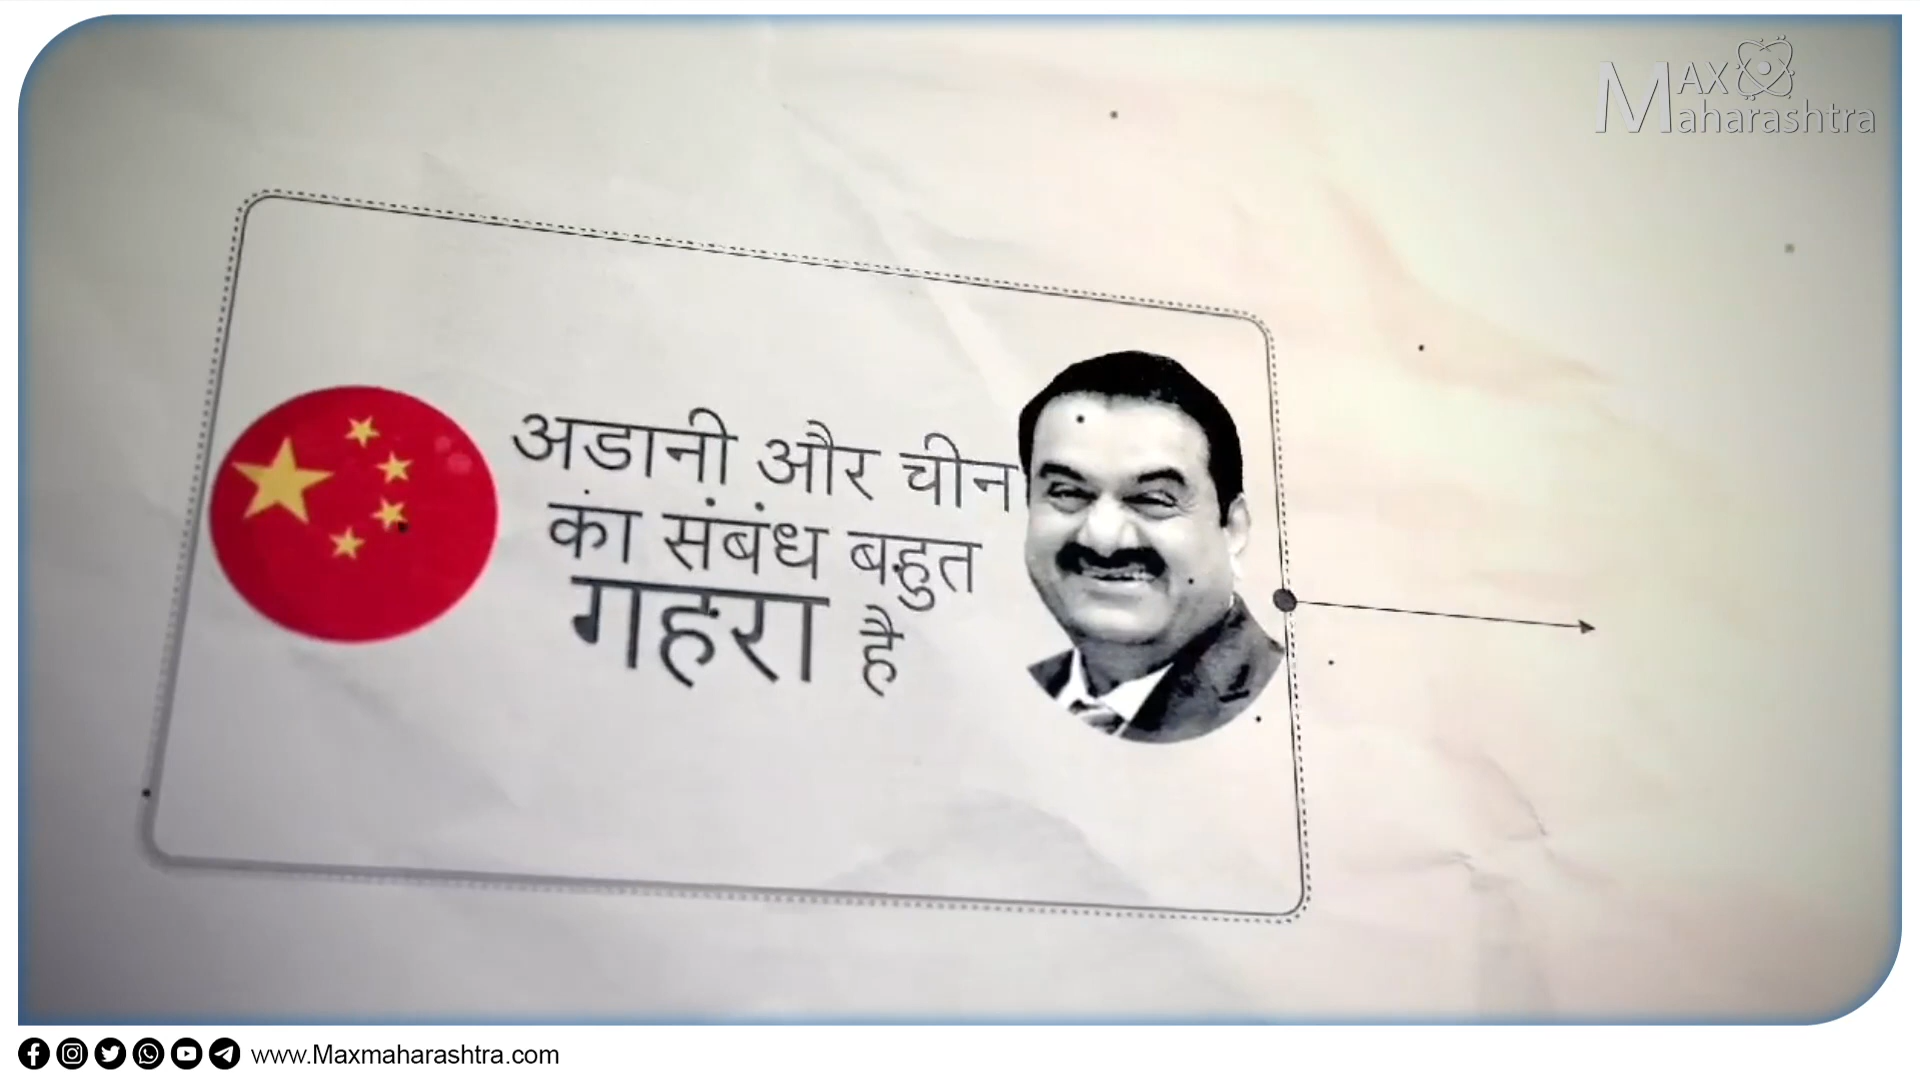 MAX
Maharashtra
अडानी और चीन
का संबंध बहुत
गहरा है
www.Maxmaharashtra.com